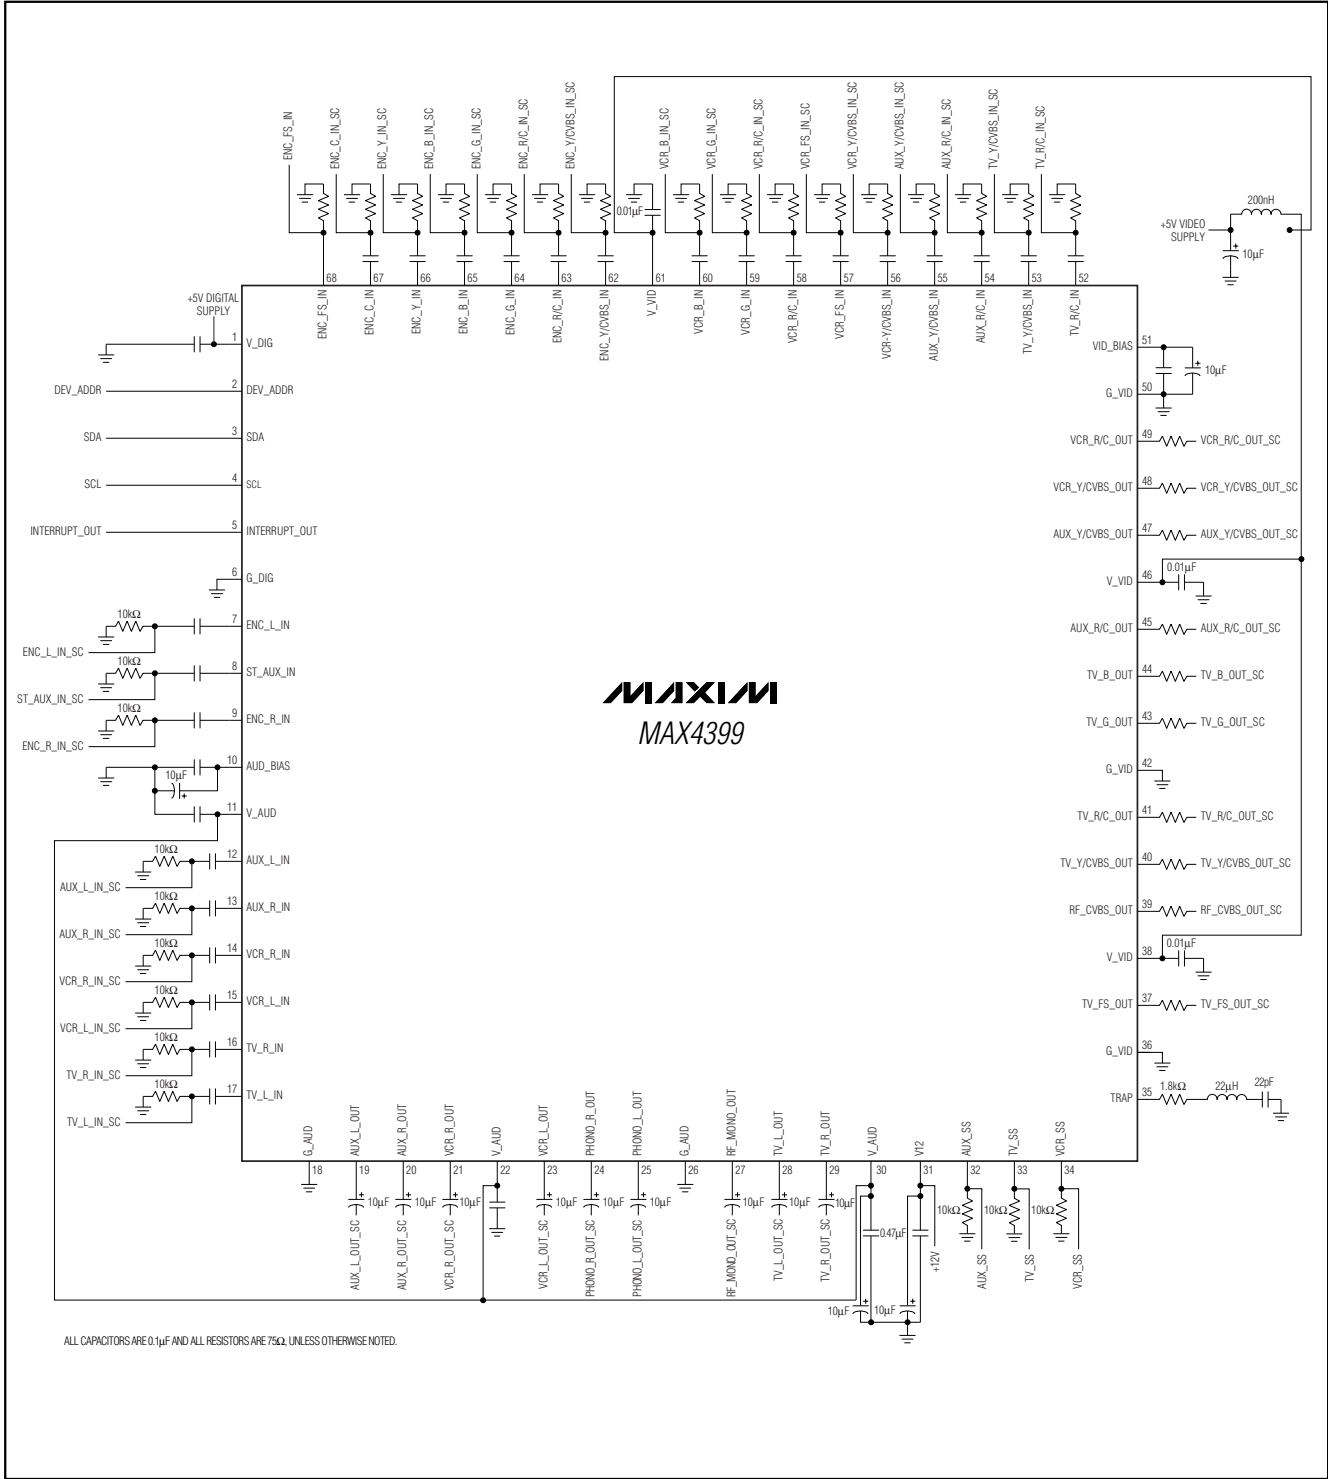 ENC_FS_IN
ENC_C_IN_SC
ENC_Y_IN_SC
ENC_B_IN_SC
ENC_G_IN_SC
ENC_R/C_IN_SC
ENC_Y/CVBS_IN_SC
VCR_B_IN_SC
VCR_G_IN_SC
VCR_R/C_IN_SC
VCR_FS_IN_SC
VCR_Y/CVBS_IN_SC
AUX_Y/CVBS_IN_SC
AUX_R/C_IN_SC
TV_Y/CVBS_IN_SC
TV_R/C_IN_SC
0.01µF
200nH
+5V VIDEO
SUPPLY
10µF
68
67
66
65
64
63
62
61
60
59
58
57
56
55
54
53
52
ENC_FS_IN
ENC_C_IN
ENC_Y_IN
ENC_B_IN
ENC_G_IN
ENC_R/C_IN
ENC_Y/CVBS_IN
V_VID
VCR_B_IN
VCR_G_IN
VCR_R/C_IN
VCR_FS_IN
VCR-Y/CVBS_IN
AUX_Y/CVBS_IN
AUX_R/C_IN
TV_Y/CVBS_IN
TV_R/C_IN
+5V DIGITAL
SUPPLY
1 V_DIG
DEV_ADDR 2 DEV_ADDR
SDA 3 SDA
SCL 4 SCL
INTERRUPT_OUT 5 INTERRUPT_OUT
6 G_DIG
10kΩ 7 ENC_L_IN
ENC_L_IN_SC
10kΩ 8 ST_AUX_IN
ST_AUX_IN_SC
10kΩ 9 ENC_R_IN
ENC_R_IN_SC
10 AUD_BIAS
10µF
11 V_AUD
10kΩ 12 AUX_L_IN
AUX_L_IN_SC
10kΩ 13 AUX_R_IN
AUX_R_IN_SC
10kΩ 14 VCR_R_IN
VCR_R_IN_SC
10kΩ 15 VCR_L_IN
VCR_L_IN_SC
10kΩ 16 TV_R_IN
TV_R_IN_SC
10kΩ 17 TV_L_IN
TV_L_IN_SC
MAXIM
MAX4399
VID_BIAS 51
10µF
G_VID 50
VCR_R/C_OUT 49 VCR_R/C_OUT_SC
VCR_Y/CVBS_OUT 48 VCR_Y/CVBS_OUT_SC
AUX_Y/CVBS_OUT 47 AUX_Y/CVBS_OUT_SC
V_VID 46 0.01µF
AUX_R/C_OUT 45 AUX_R/C_OUT_SC
TV_B_OUT 44 TV_B_OUT_SC
TV_G_OUT 43 TV_G_OUT_SC
G_VID 42
TV_R/C_OUT 41 TV_R/C_OUT_SC
TV_Y/CVBS_OUT 40 TV_Y/CVBS_OUT_SC
RF_CVBS_OUT 39 RF_CVBS_OUT_SC
V_VID 38 0.01µF
TV_FS_OUT 37 TV_FS_OUT_SC
G_VID 36
TRAP 35 1.8kΩ 22µH 22pF
G_AUD
AUX_L_OUT
AUX_R_OUT
VCR_R_OUT
V_AUD
VCR_L_OUT
PHONO_R_OUT
PHONO_L_OUT
G_AUD
RF_MONO_OUT
TV_L_OUT
TV_R_OUT
V_AUD
V12
AUX_SS
TV_SS
VCR_SS
18
19
20
21
22
23
24
25
26
27
28
29
30
31
32
33
34
10µF
10µF
10µF
10µF
10µF
10µF
10µF
10µF
10µF
0.47µF
10kΩ
10kΩ
10kΩ
AUX_L_OUT_SC
AUX_R_OUT_SC
VCR_R_OUT_SC
VCR_L_OUT_SC
PHONO_R_OUT_SC
PHONO_L_OUT_SC
RF_MONO_OUT_SC
TV_L_OUT_SC
TV_R_OUT_SC
+12V
AUX_SS
TV_SS
VCR_SS
10µF
10µF
ALL CAPACITORS ARE 0.1µF AND ALL RESISTORS ARE 75Ω, UNLESS OTHERWISE NOTED.